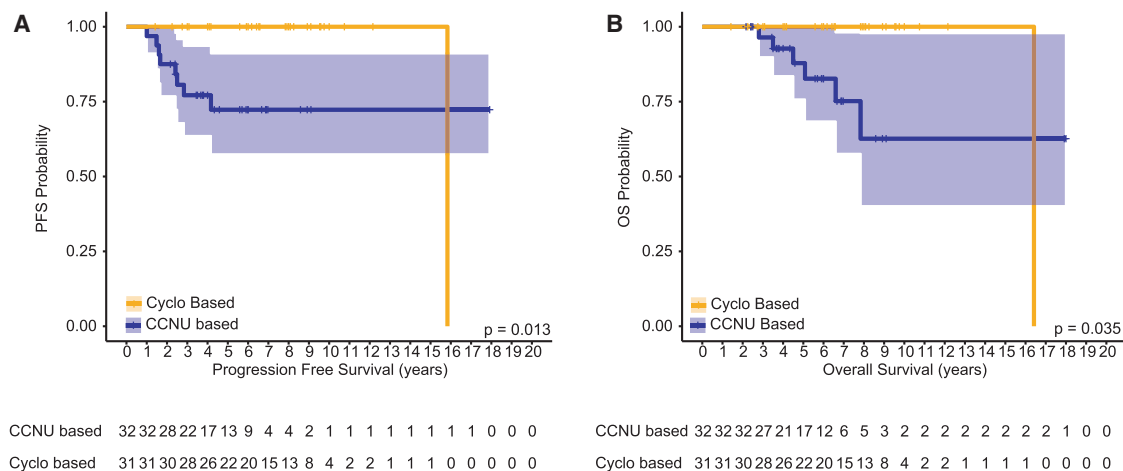 A
1.00
0.75
0.50
0.25
0.00
PFS Probability
Cyclo Based
CCNU based
p = 0.013
0 1 2 3 4 5 6 7 8 9 10 11 12 13 14 15 16 17 18 19 20
Progression Free Survival (years)
CCNU based 32 32 28 22 17 13 9 4 4 2 1 1 1 1 1 1 1 1 0 0 0
Cyclo based 31 31 30 28 26 22 20 15 13 8 4 2 2 1 1 1 0 0 0 0 0
B
1.00
0.75
0.50
0.25
0.00
OS Probability
Cyclo Based
CCNU Based
p = 0.035
0 1 2 3 4 5 6 7 8 9 10 11 12 13 14 15 16 17 18 19 20
Overall Survival (years)
CCNU based 32 32 32 27 21 17 12 6 5 3 2 2 2 2 2 2 2 2 1 0 0
Cyclo based 31 31 30 28 26 22 20 15 13 8 4 2 2 1 1 1 1 0 0 0 0